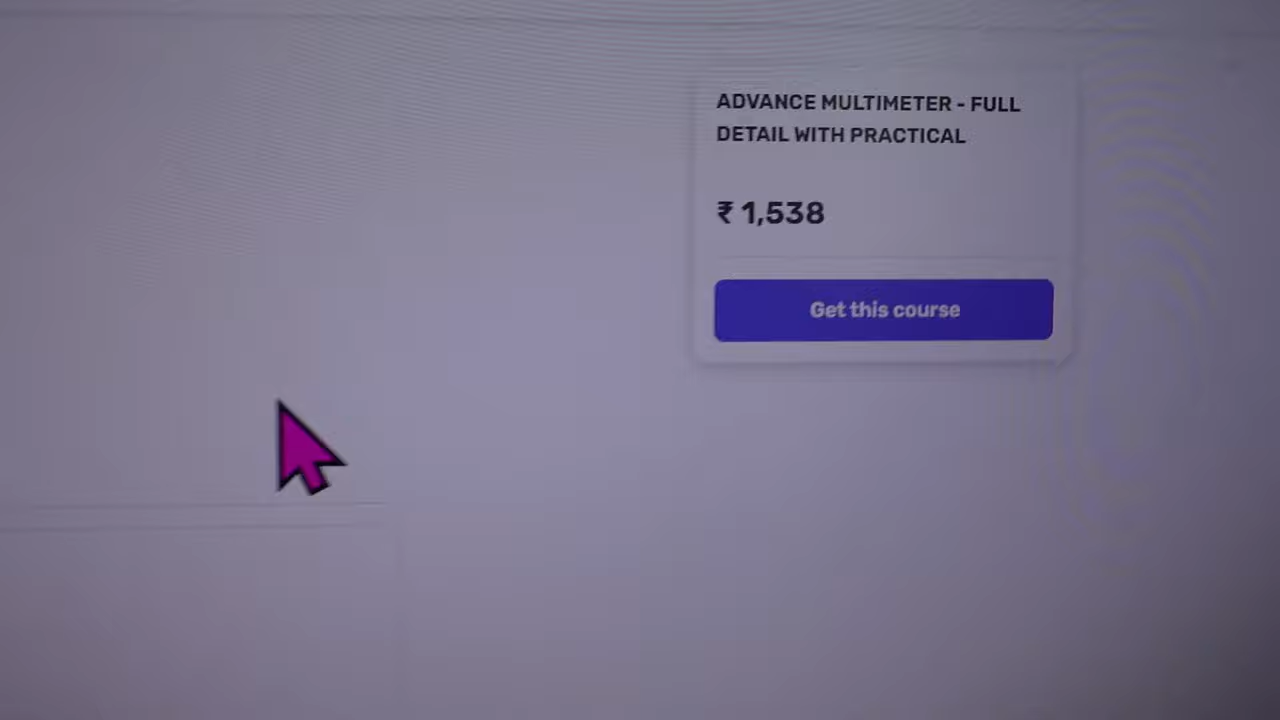 ADVANCE MULTIMETER - FULL
DETAIL WITH PRACTICAL
₹ 1,538
Get this course